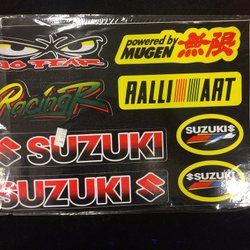 NO FEAR
powered by
MUGEN 無限
RacingR
RALLI ART
SUZUKI
SUZUKI
SUZUKI
SUZUKI